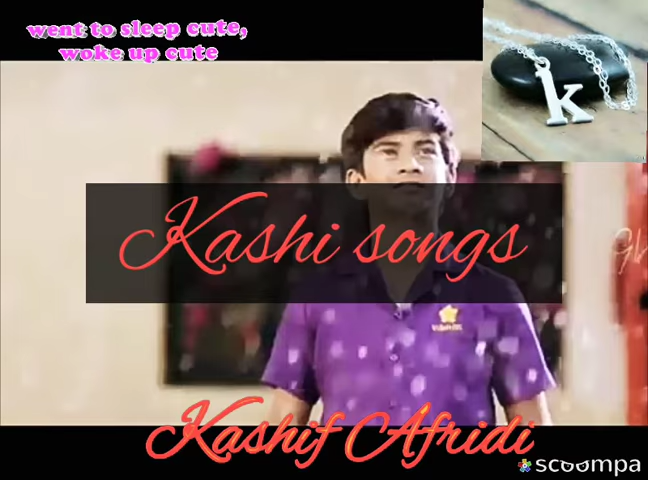 went to sleep cute,
woke up cute
k
Kashi songs
Kashif Afridi
scoompa